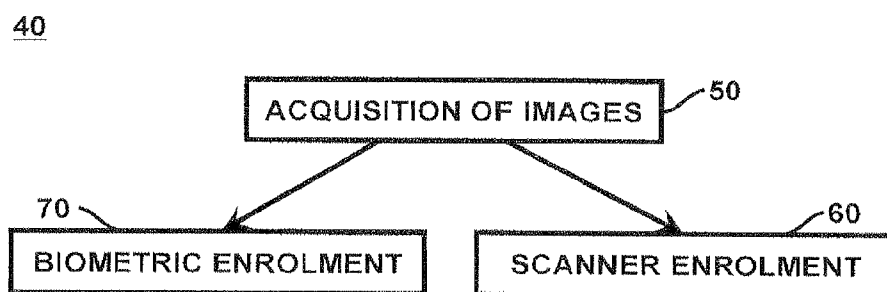 40
ACQUISITION OF IMAGES
50
70
60
BIOMETRIC ENROLMENT
SCANNER ENROLMENT